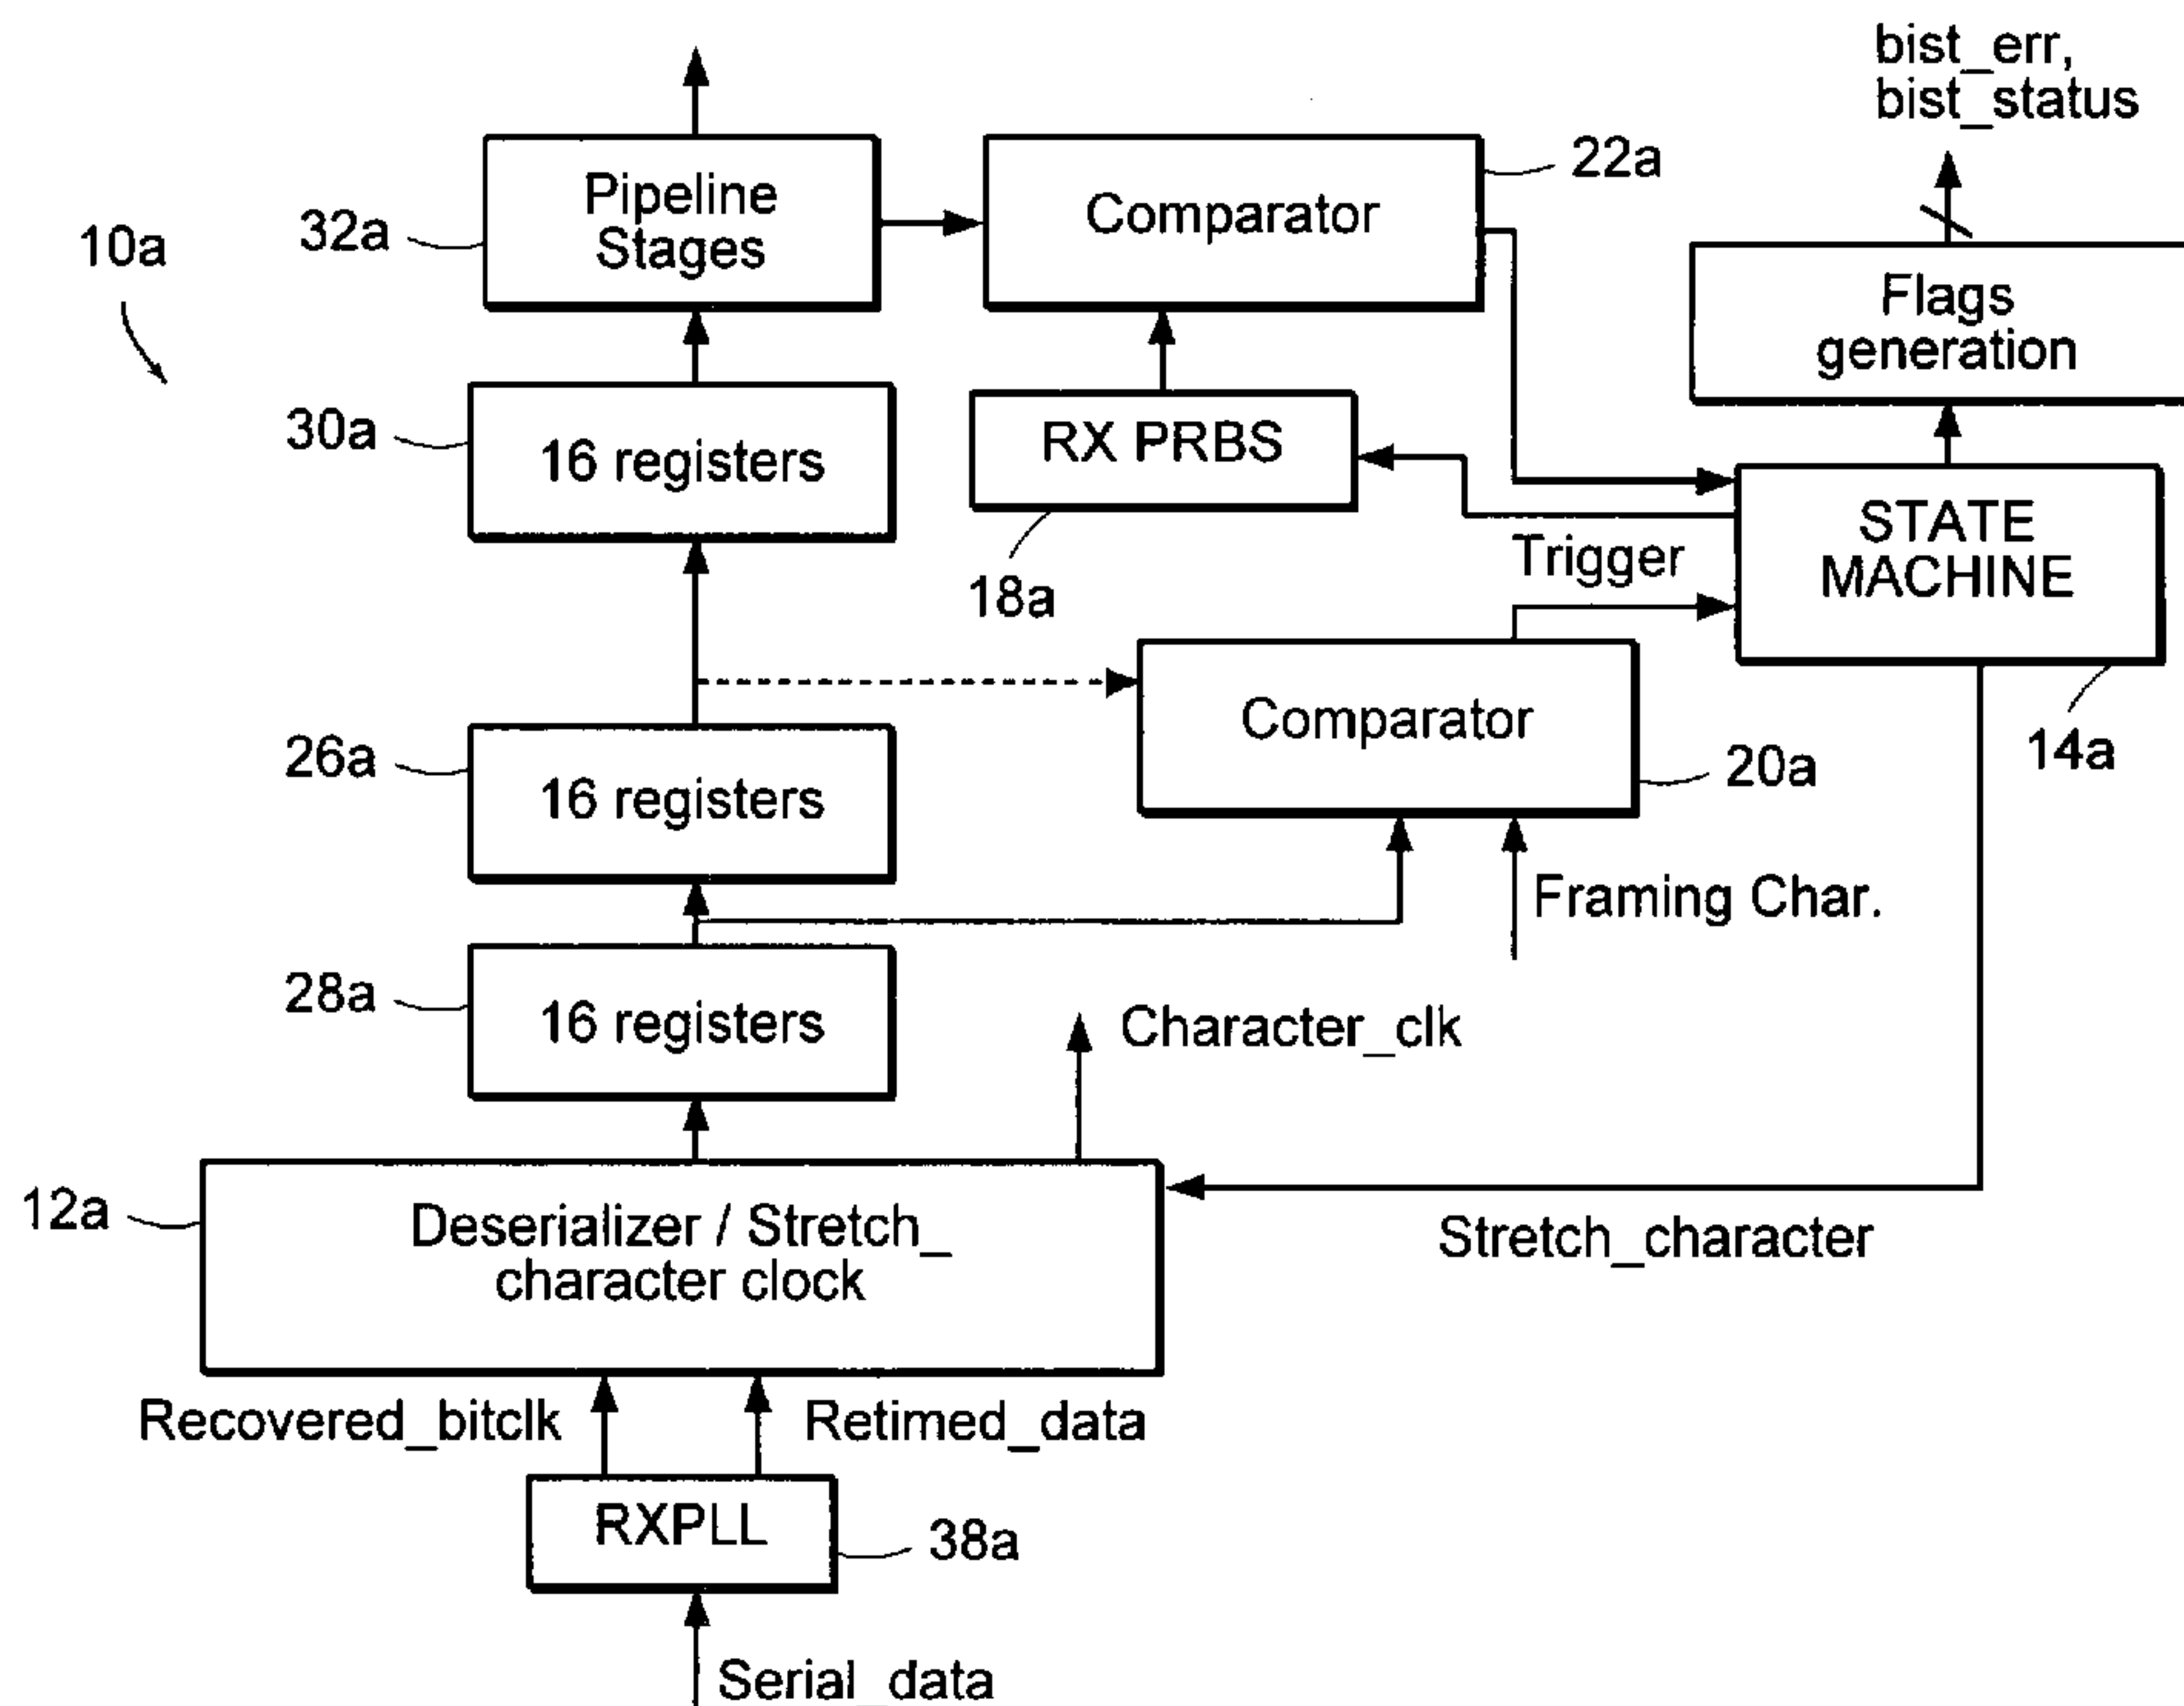 bist_err,
bist_status
22a
Pipeline
Stages
Comparator
32a
10a
Flags
generation
30a
16 registers
RX PRBS
STATE
MACHINE
Trigger
18a
Comparator
14a
26a
16 registers
20a
Framing Char.
28a
16 registers
Character_clk
12a
Deserializer / Stretch_
character clock
Stretch_character
Recovered_bitclk
Retimed_data
RXPLL
38a
Serial_data